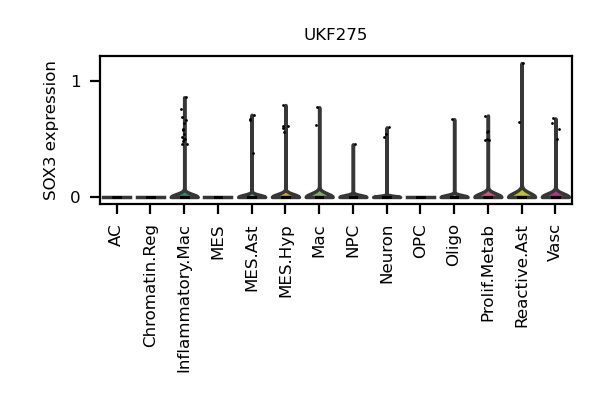 UKF275
SOX3 expression
1
0
AC
Chromatin.Reg
Inflammatory.Mac
MES
MES.Ast
MES.Hyp
Mac
NPC
Neuron
OPC
Oligo
Prolif.Metab
Reactive.Ast
Vasc